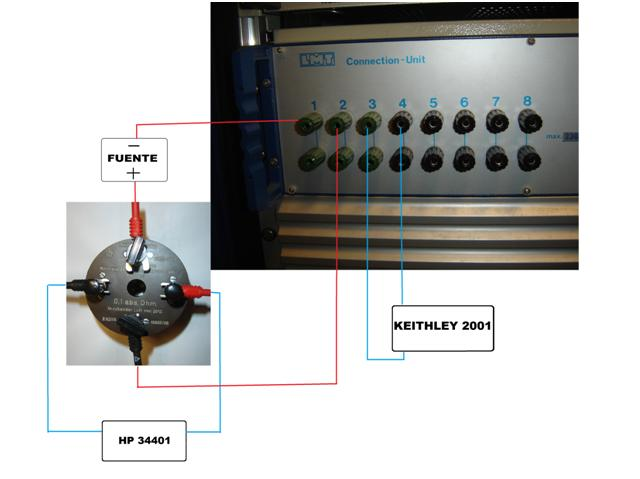 LMT Connection-Unit
1 2 3 4 5 6 7 8
max.
−
FUENTE
+
0,1 abs. Ohm
KEITHLEY 2001
HP 34401